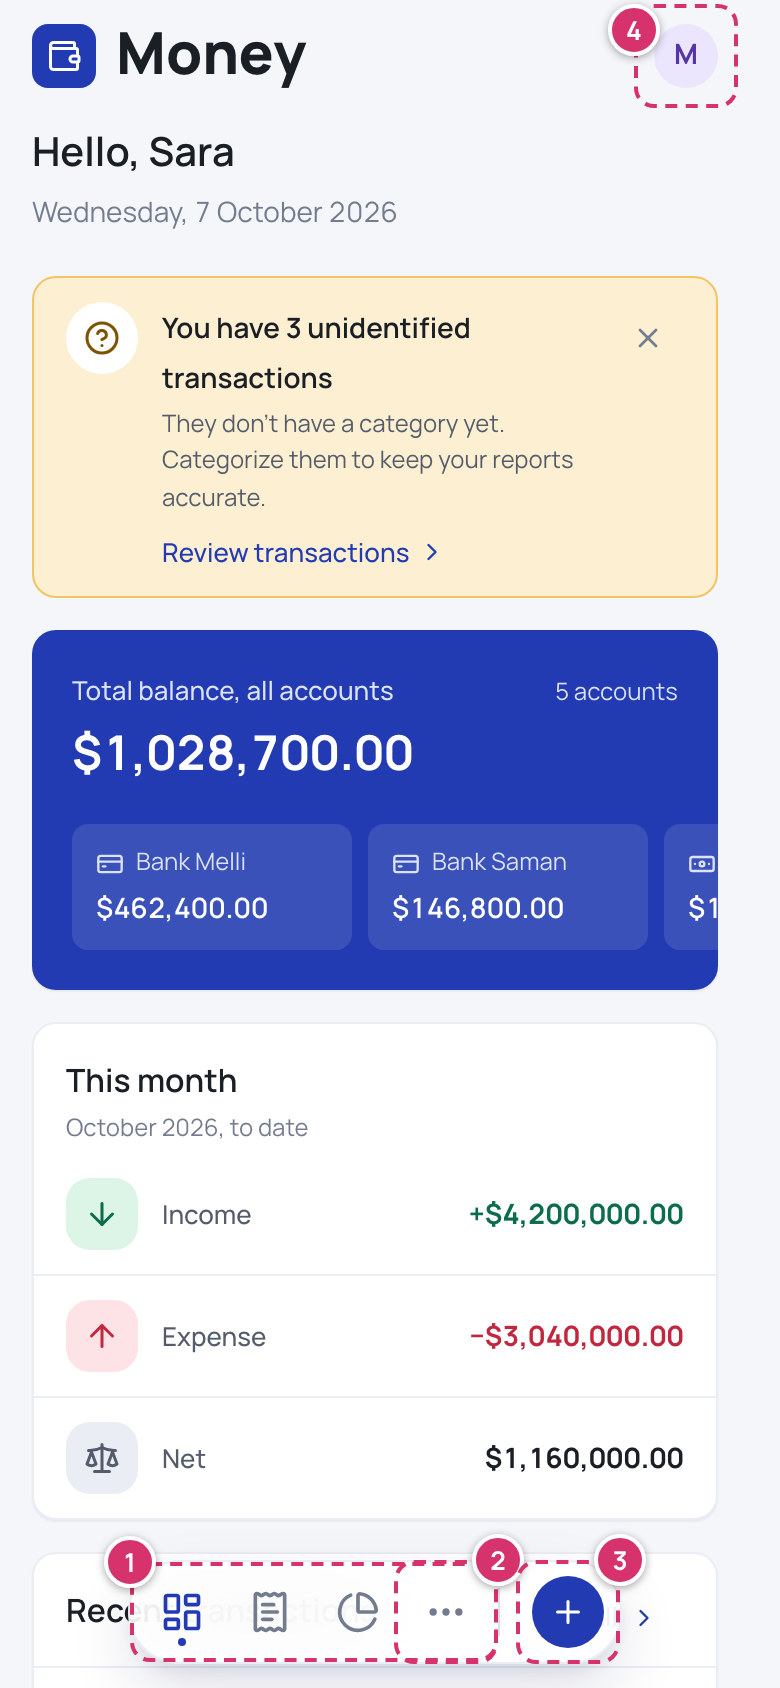 Money
4
M
Hello, Sara
Wednesday, 7 October 2026
You have 3 unidentified
transactions
They don't have a category yet.
Categorize them to keep your reports
accurate.
Review transactions
Total balance, all accounts
5 accounts
$1,028,700.00
Bank Melli
Bank Saman
$462,400.00
$146,800.00
$1
This month
October 2026, to date
Income
+$4,200,000.00
Expense
−$3,040,000.00
Net
$1,160,000.00
1
2
3
Recent transactions